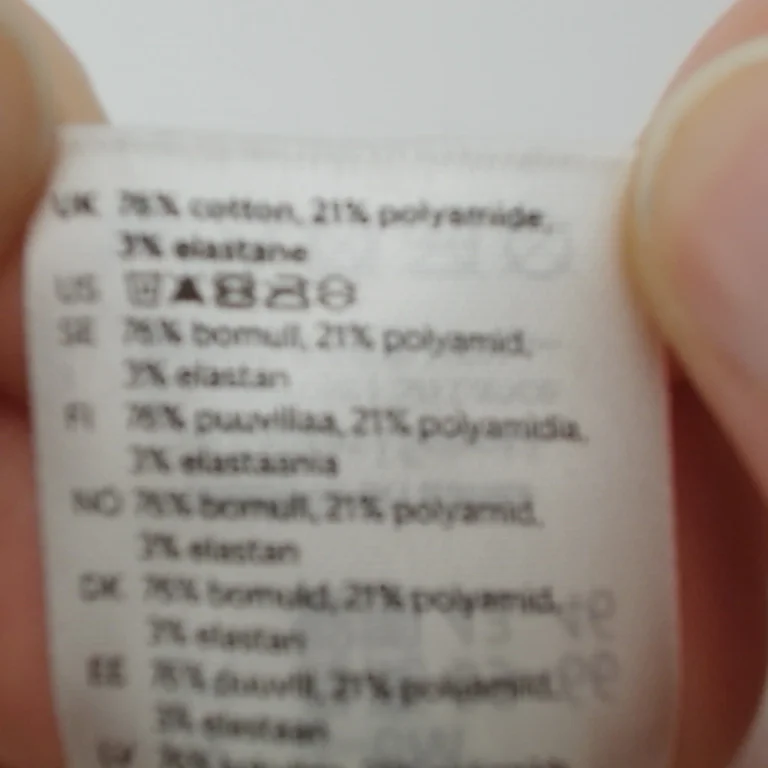 UK 76% cotton, 21% polyamide,
3% elastane
US
SE 76% bomull, 21% polyamid,
3% elastan
FI 76% puuvillaa, 21% polyamidia,
3% elastaania
NO 76% bomull, 21% polyamid,
3% elastan
DK 76% bomuld, 21% polyamid,
3% elastan
EE 76% puuvill, 21% polüamiid,
3% elastaan